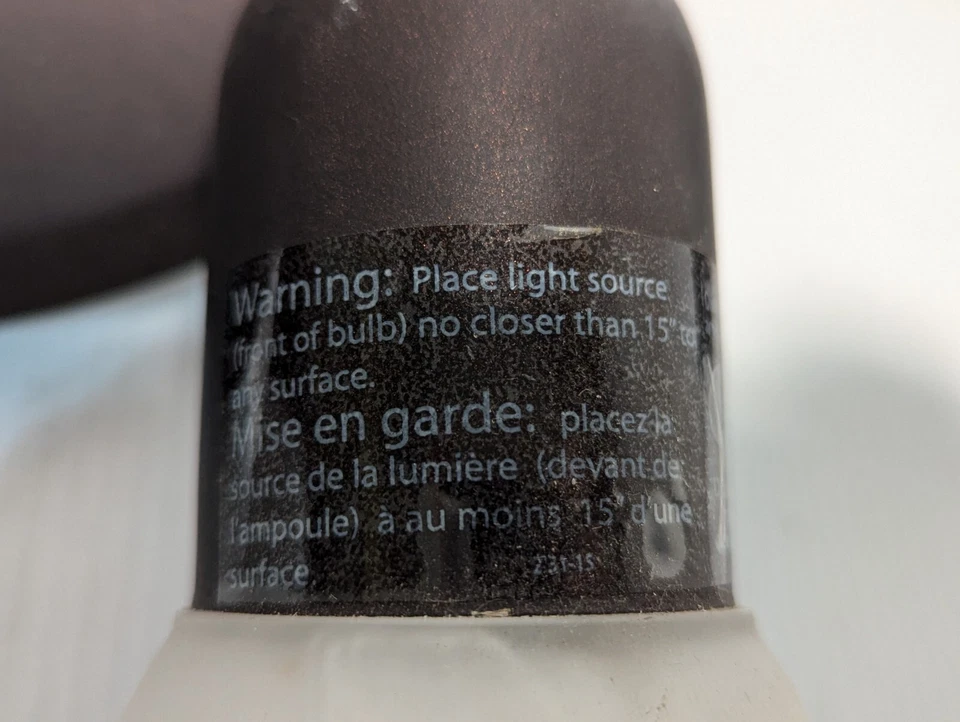 Warning: Place light source
(front of bulb) no closer than 15" to
any surface.
Mise en garde: placez la
source de la lumière (devant de
l'ampoule) à au moins 15" d'une
surface
231-15